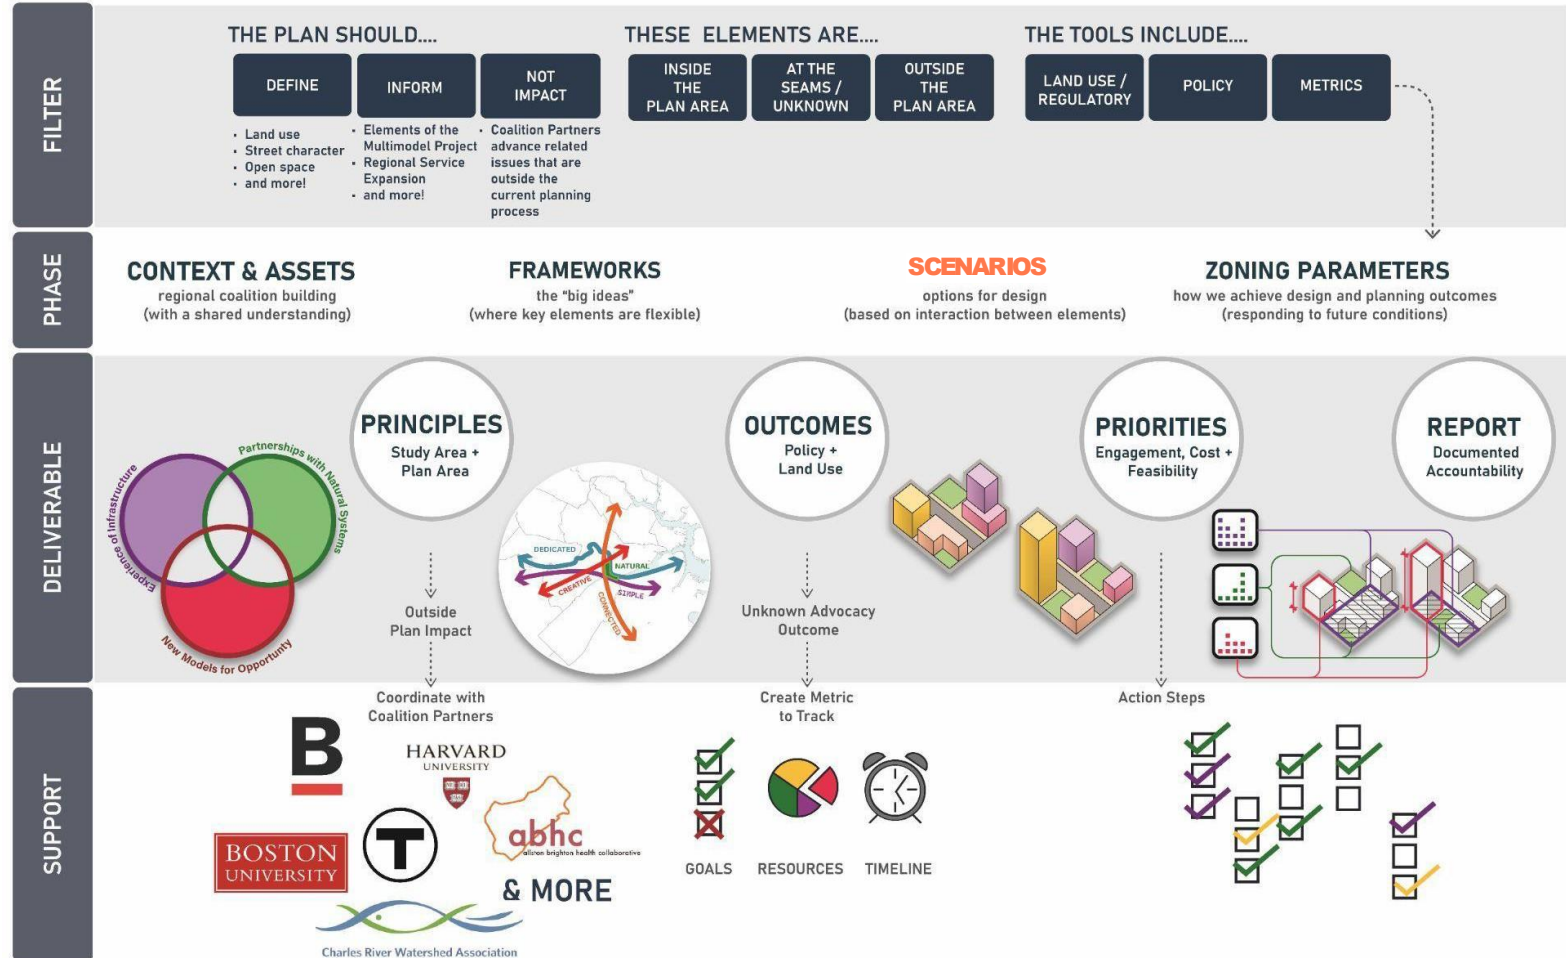 FILTER
THE PLAN SHOULD....
DEFINE
• Land use
• Street character
• Open space
• and more!
INFORM
• Elements of the
Multimodel Project
• Regional Service
Expansion
• and more!
NOT
IMPACT
• Coalition Partners
advance related
issues that are
outside the
current planning
process
THESE ELEMENTS ARE....
INSIDE
THE
PLAN AREA
AT THE
SEAMS /
UNKNOWN
OUTSIDE
THE
PLAN AREA
THE TOOLS INCLUDE....
LAND USE /
REGULATORY
POLICY
METRICS
PHASE
CONTEXT & ASSETS
regional coalition building
(with a shared understanding)
FRAMEWORKS
the "big ideas"
(where key elements are flexible)
SCENARIOS
options for design
(based on interaction between elements)
ZONING PARAMETERS
how we achieve design and planning outcomes
(responding to future conditions)
DELIVERABLE
Experience of Infrastructure
Partnerships with Natural Systems
New Models for Opportunity
PRINCIPLES
Study Area +
Plan Area
Outside
Plan Impact
DEDICATED
NATURAL
CREATIVE
SIMPLE
CONNECTED
OUTCOMES
Policy +
Land Use
Unknown Advocacy
Outcome
PRIORITIES
Engagement, Cost +
Feasibility
REPORT
Documented
Accountability
SUPPORT
Coordinate with
Coalition Partners
B
HARVARD
UNIVERSITY
BOSTON
UNIVERSITY
T
abhc
allston brighton health collaborative
& MORE
Charles River Watershed Association
Create Metric
to Track
GOALS
RESOURCES
TIMELINE
Action Steps